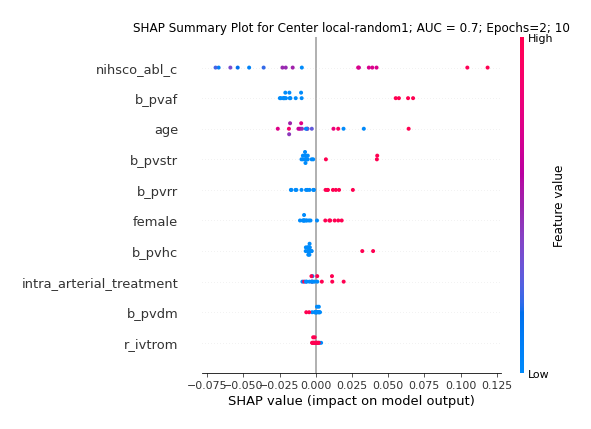 SHAP Summary Plot for Center local-random1; AUC = 0.7; Epochs=2; 10
High
nihsco_abl_c
b_pvaf
age
b_pvstr
b_pvrr
female
b_pvhc
intra_arterial_treatment
b_pvdm
r_ivtrom
Feature value
Low
−0.075 −0.050 −0.025 0.000 0.025 0.050 0.075 0.100 0.125
SHAP value (impact on model output)